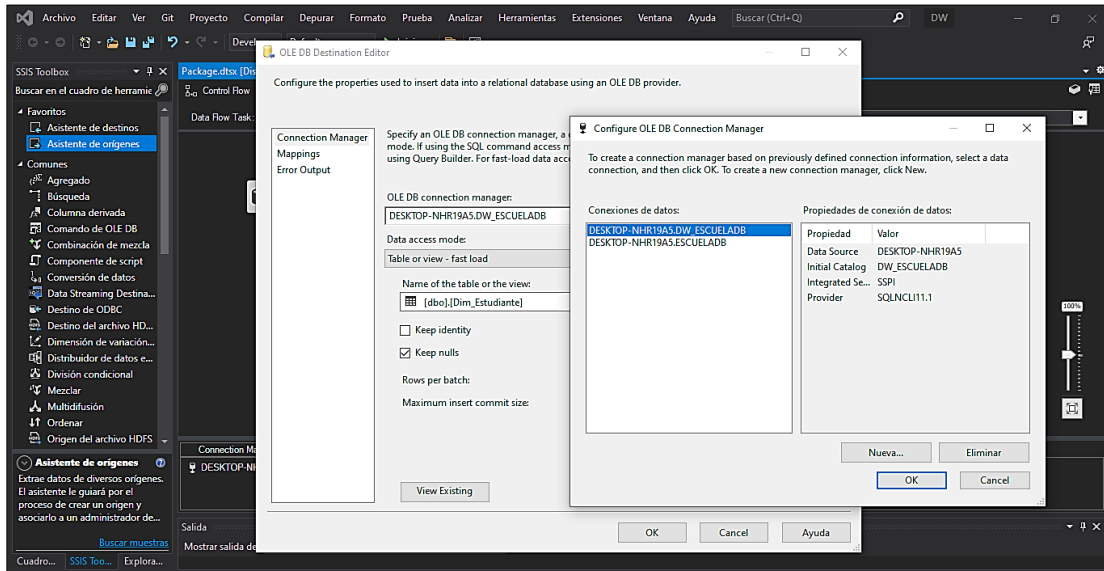 Archivo Editar Ver Git Proyecto Compilar Depurar Formato Prueba Analizar Herramientas Extensiones Ventana Ayuda Buscar (Ctrl+Q) DW
Devel
SSIS Toolbox
Buscar en el cuadro de herramie
Favoritos
Asistente de destinos
Asistente de orígenes
Comunes
Agregado
Búsqueda
Columna derivada
Comando de OLE DB
Combinación de mezcla
Componente de script
Conversión de datos
Data Streaming Destina...
Destino de ODBC
Destino del archivo HD...
Dimensión de variación...
Distribuidor de datos e...
División condicional
Mezclar
Multidifusión
Ordenar
Origen del archivo HDFS
Asistente de orígenes
Extrae datos de diversos orígenes.
El asistente le guiará por el
proceso de crear un origen y
asociarlo a un administrador de...
Buscar muestras
Cuadro... SSIS Too... Explora...
Package.dtsx [Dis
Control Flow
Data Flow Task:
Connection Ma
DESKTOP-NH
Salida
Mostrar salida de
100%
OLE DB Destination Editor
Configure the properties used to insert data into a relational database using an OLE DB provider.
Connection Manager
Mappings
Error Output
Specify an OLE DB connection manager, a
mode. If using the SQL command access m
using Query Builder. For fast-load data acce
OLE DB connection manager:
DESKTOP-NHR19A5.DW_ESCUELADB
Data access mode:
Table or view - fast load
Name of the table or the view:
[dbo].[Dim_Estudiante]
Keep identity
Keep nulls
Rows per batch:
Maximum insert commit size:
View Existing
OK Cancel Ayuda
Configure OLE DB Connection Manager
To create a connection manager based on previously defined connection information, select a data
connection, and then click OK. To create a new connection manager, click New.
Conexiones de datos:
DESKTOP-NHR19A5.DW_ESCUELADB
DESKTOP-NHR19A5.ESCUELADB
Propiedades de conexión de datos:
Propiedad Valor
Data Source DESKTOP-NHR19A5
Initial Catalog DW_ESCUELADB
Integrated Se... SSPI
Provider SQLNCLI11.1
Nueva... Eliminar
OK Cancel